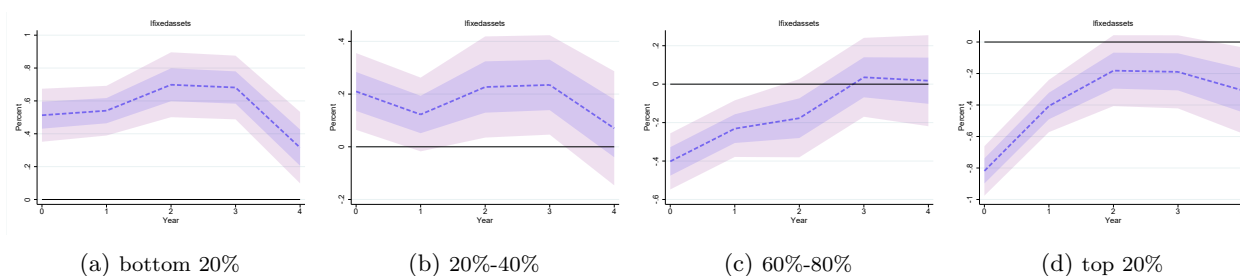 lfixedassets
Percent
1
.8
.6
.4
.2
0
0 1 2 3 4
Year
(a) bottom 20%
lfixedassets
Percent
.4
.2
0
-.2
0 1 2 3 4
Year
(b) 20%-40%
lfixedassets
Percent
.2
0
-.2
-.4
-.6
0 1 2 3 4
Year
(c) 60%-80%
lfixedassets
Percent
0
-.2
-.4
-.6
-.8
-1
0 1 2 3
Year
(d) top 20%